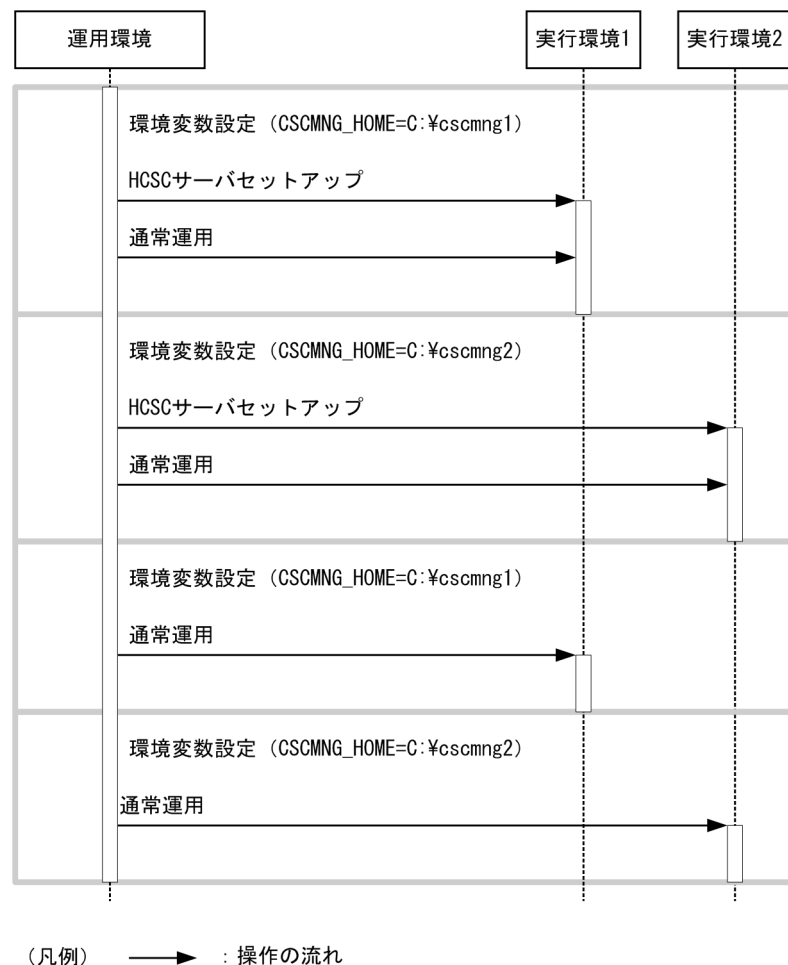 運用環境
実行環境1
実行環境2
環境変数設定（CSCMNG_HOME=C:¥cscmng1）
HCSCサーバセットアップ
通常運用
環境変数設定（CSCMNG_HOME=C:¥cscmng2）
HCSCサーバセットアップ
通常運用
環境変数設定（CSCMNG_HOME=C:¥cscmng1）
通常運用
環境変数設定（CSCMNG_HOME=C:¥cscmng2）
通常運用
（凡例） ：操作の流れ